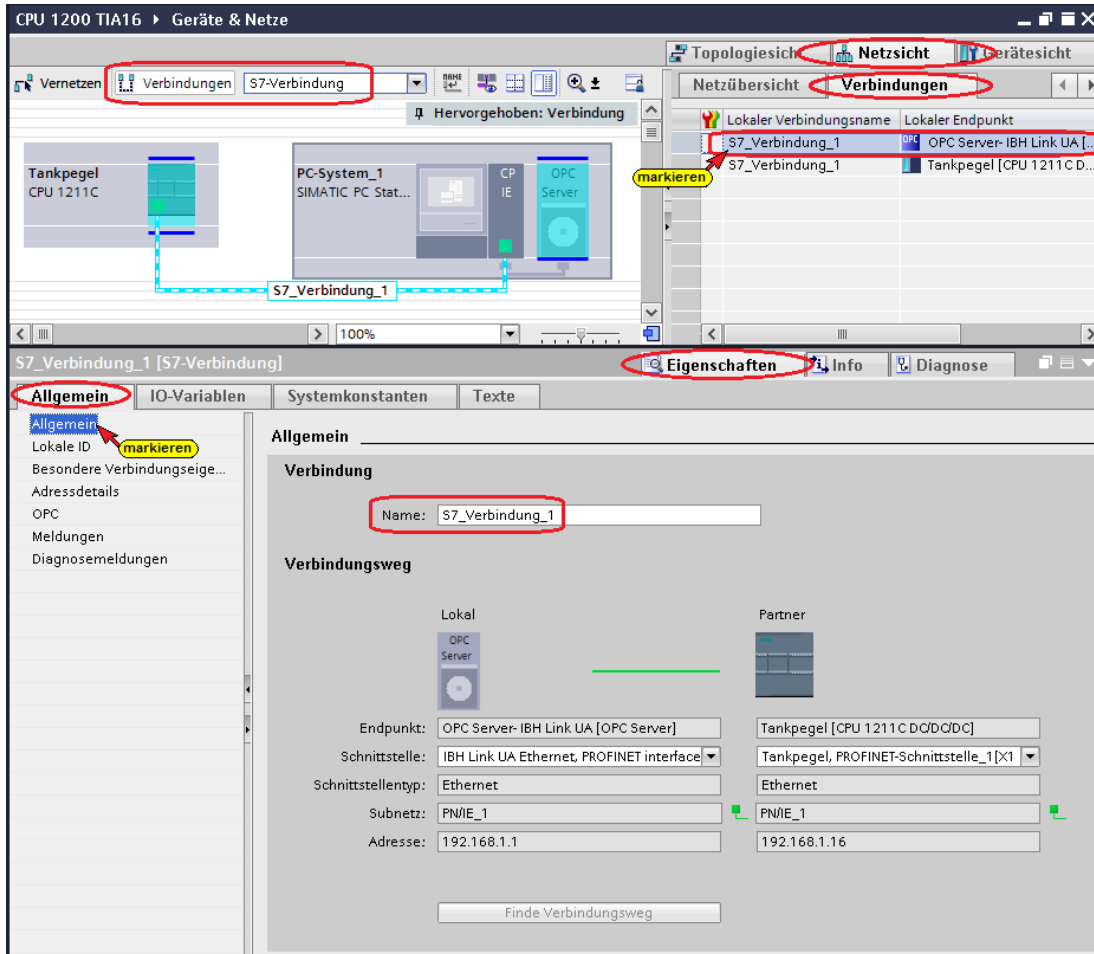 CPU 1200 TIA16 ▸ Geräte & Netze
Topologiesich
Netzsicht
Gerätesicht
Vernetzen
Verbindungen
S7-Verbindung
Netzübersicht
Verbindungen
Hervorgehoben: Verbindung
Lokaler Verbindungsname
Lokaler Endpunkt
S7_Verbindung_1
OPC Server- IBH Link UA [...
S7_Verbindung_1
Tankpegel [CPU 1211C D...
markieren
Tankpegel
CPU 1211C
PC-System_1
SIMATIC PC Stat...
CP
IE
OPC
Server
S7_Verbindung_1
100%
S7_Verbindung_1 [S7-Verbindung]
Eigenschaften
Info
Diagnose
Allgemein
IO-Variablen
Systemkonstanten
Texte
Allgemein
markieren
Lokale ID
Besondere Verbindungseige...
Adressdetails
OPC
Meldungen
Diagnosemeldungen
Allgemein
Verbindung
Name: S7_Verbindung_1
Verbindungsweg
Lokal
Partner
OPC
Server
Endpunkt: OPC Server- IBH Link UA [OPC Server]
Tankpegel [CPU 1211C DC/DC/DC]
Schnittstelle: IBH Link UA Ethernet, PROFINET interface
Tankpegel, PROFINET-Schnittstelle_1[X1
Schnittstellentyp: Ethernet
Ethernet
Subnetz: PN/IE_1
PN/IE_1
Adresse: 192.168.1.1
192.168.1.16
Finde Verbindungsweg